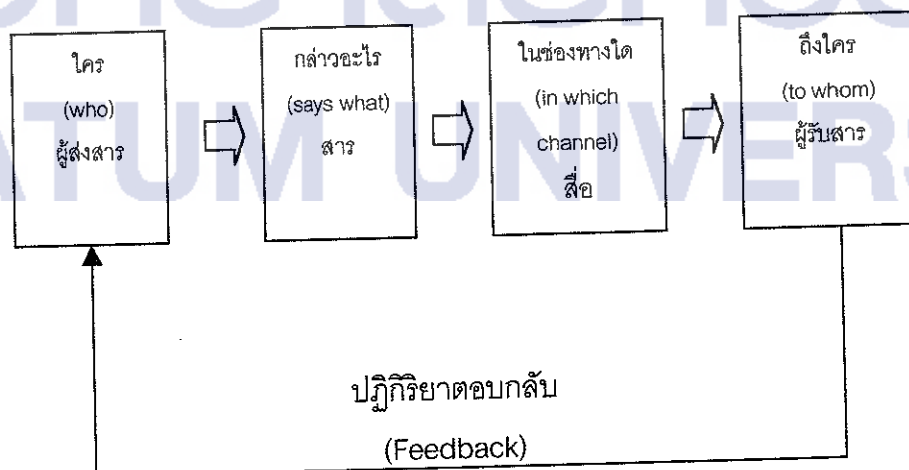 ใคร
(who)
ผู้ส่งสาร
กล่าวอะไร
(says what)
สาร
ในช่องทางใด
(in which
channel)
สื่อ
ถึงใคร
(to whom)
ผู้รับสาร
ปฏิกิริยาตอบกลับ
(Feedback)